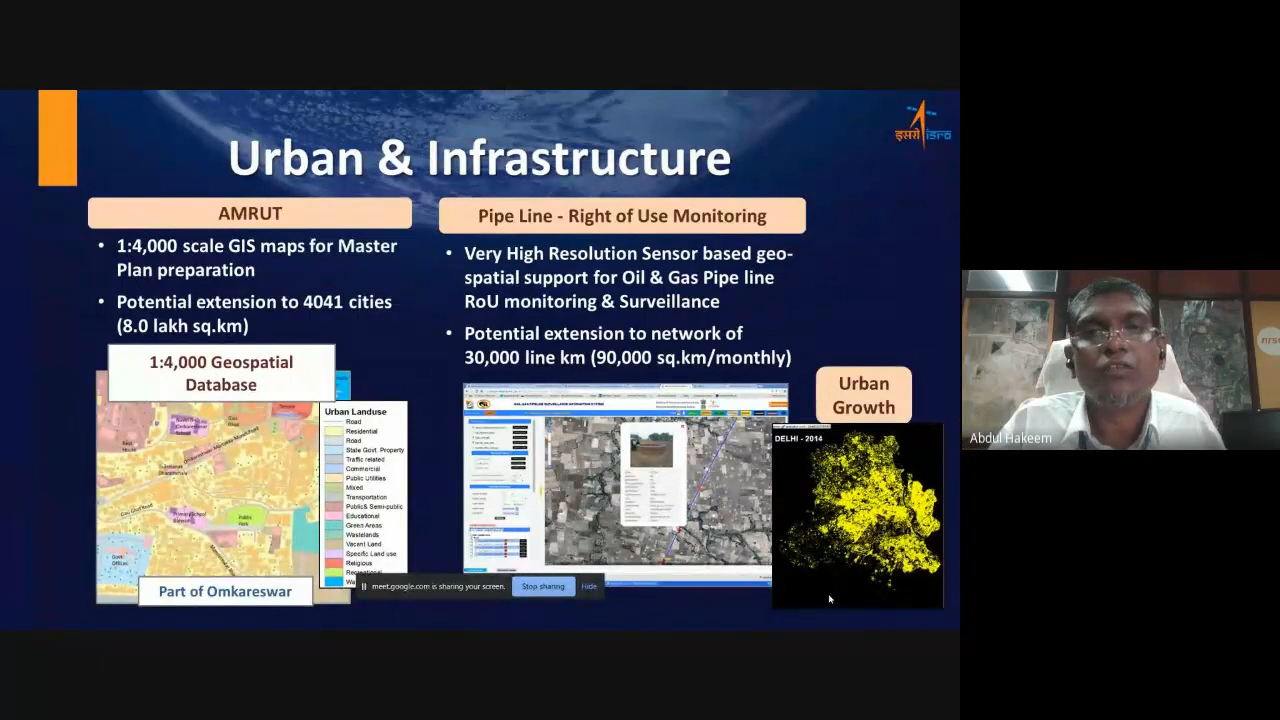 इसरो isro
Urban & Infrastructure
AMRUT
• 1:4,000 scale GIS maps for Master
Plan preparation
• Potential extension to 4041 cities
(8.0 lakh sq.km)
1:4,000 Geospatial
Database
Urban Landuse
Road
Residential
Road
State Govt. Property
Traffic related
Commercial
Public Utilities
Mixed
Transportation
Public& Semi-public
Educational
Green Areas
Wastelands
Vacant Land
Specific Land use
Religious
Part of Omkareswar
Pipe Line - Right of Use Monitoring
• Very High Resolution Sensor based geo-
spatial support for Oil & Gas Pipe line
RoU monitoring & Surveillance
• Potential extension to network of
30,000 line km (90,000 sq.km/monthly)
Urban
Growth
DELHI - 2014
meet.google.com is sharing your screen.
Stop sharing
Hide
Abdul Hakeem
nrsc